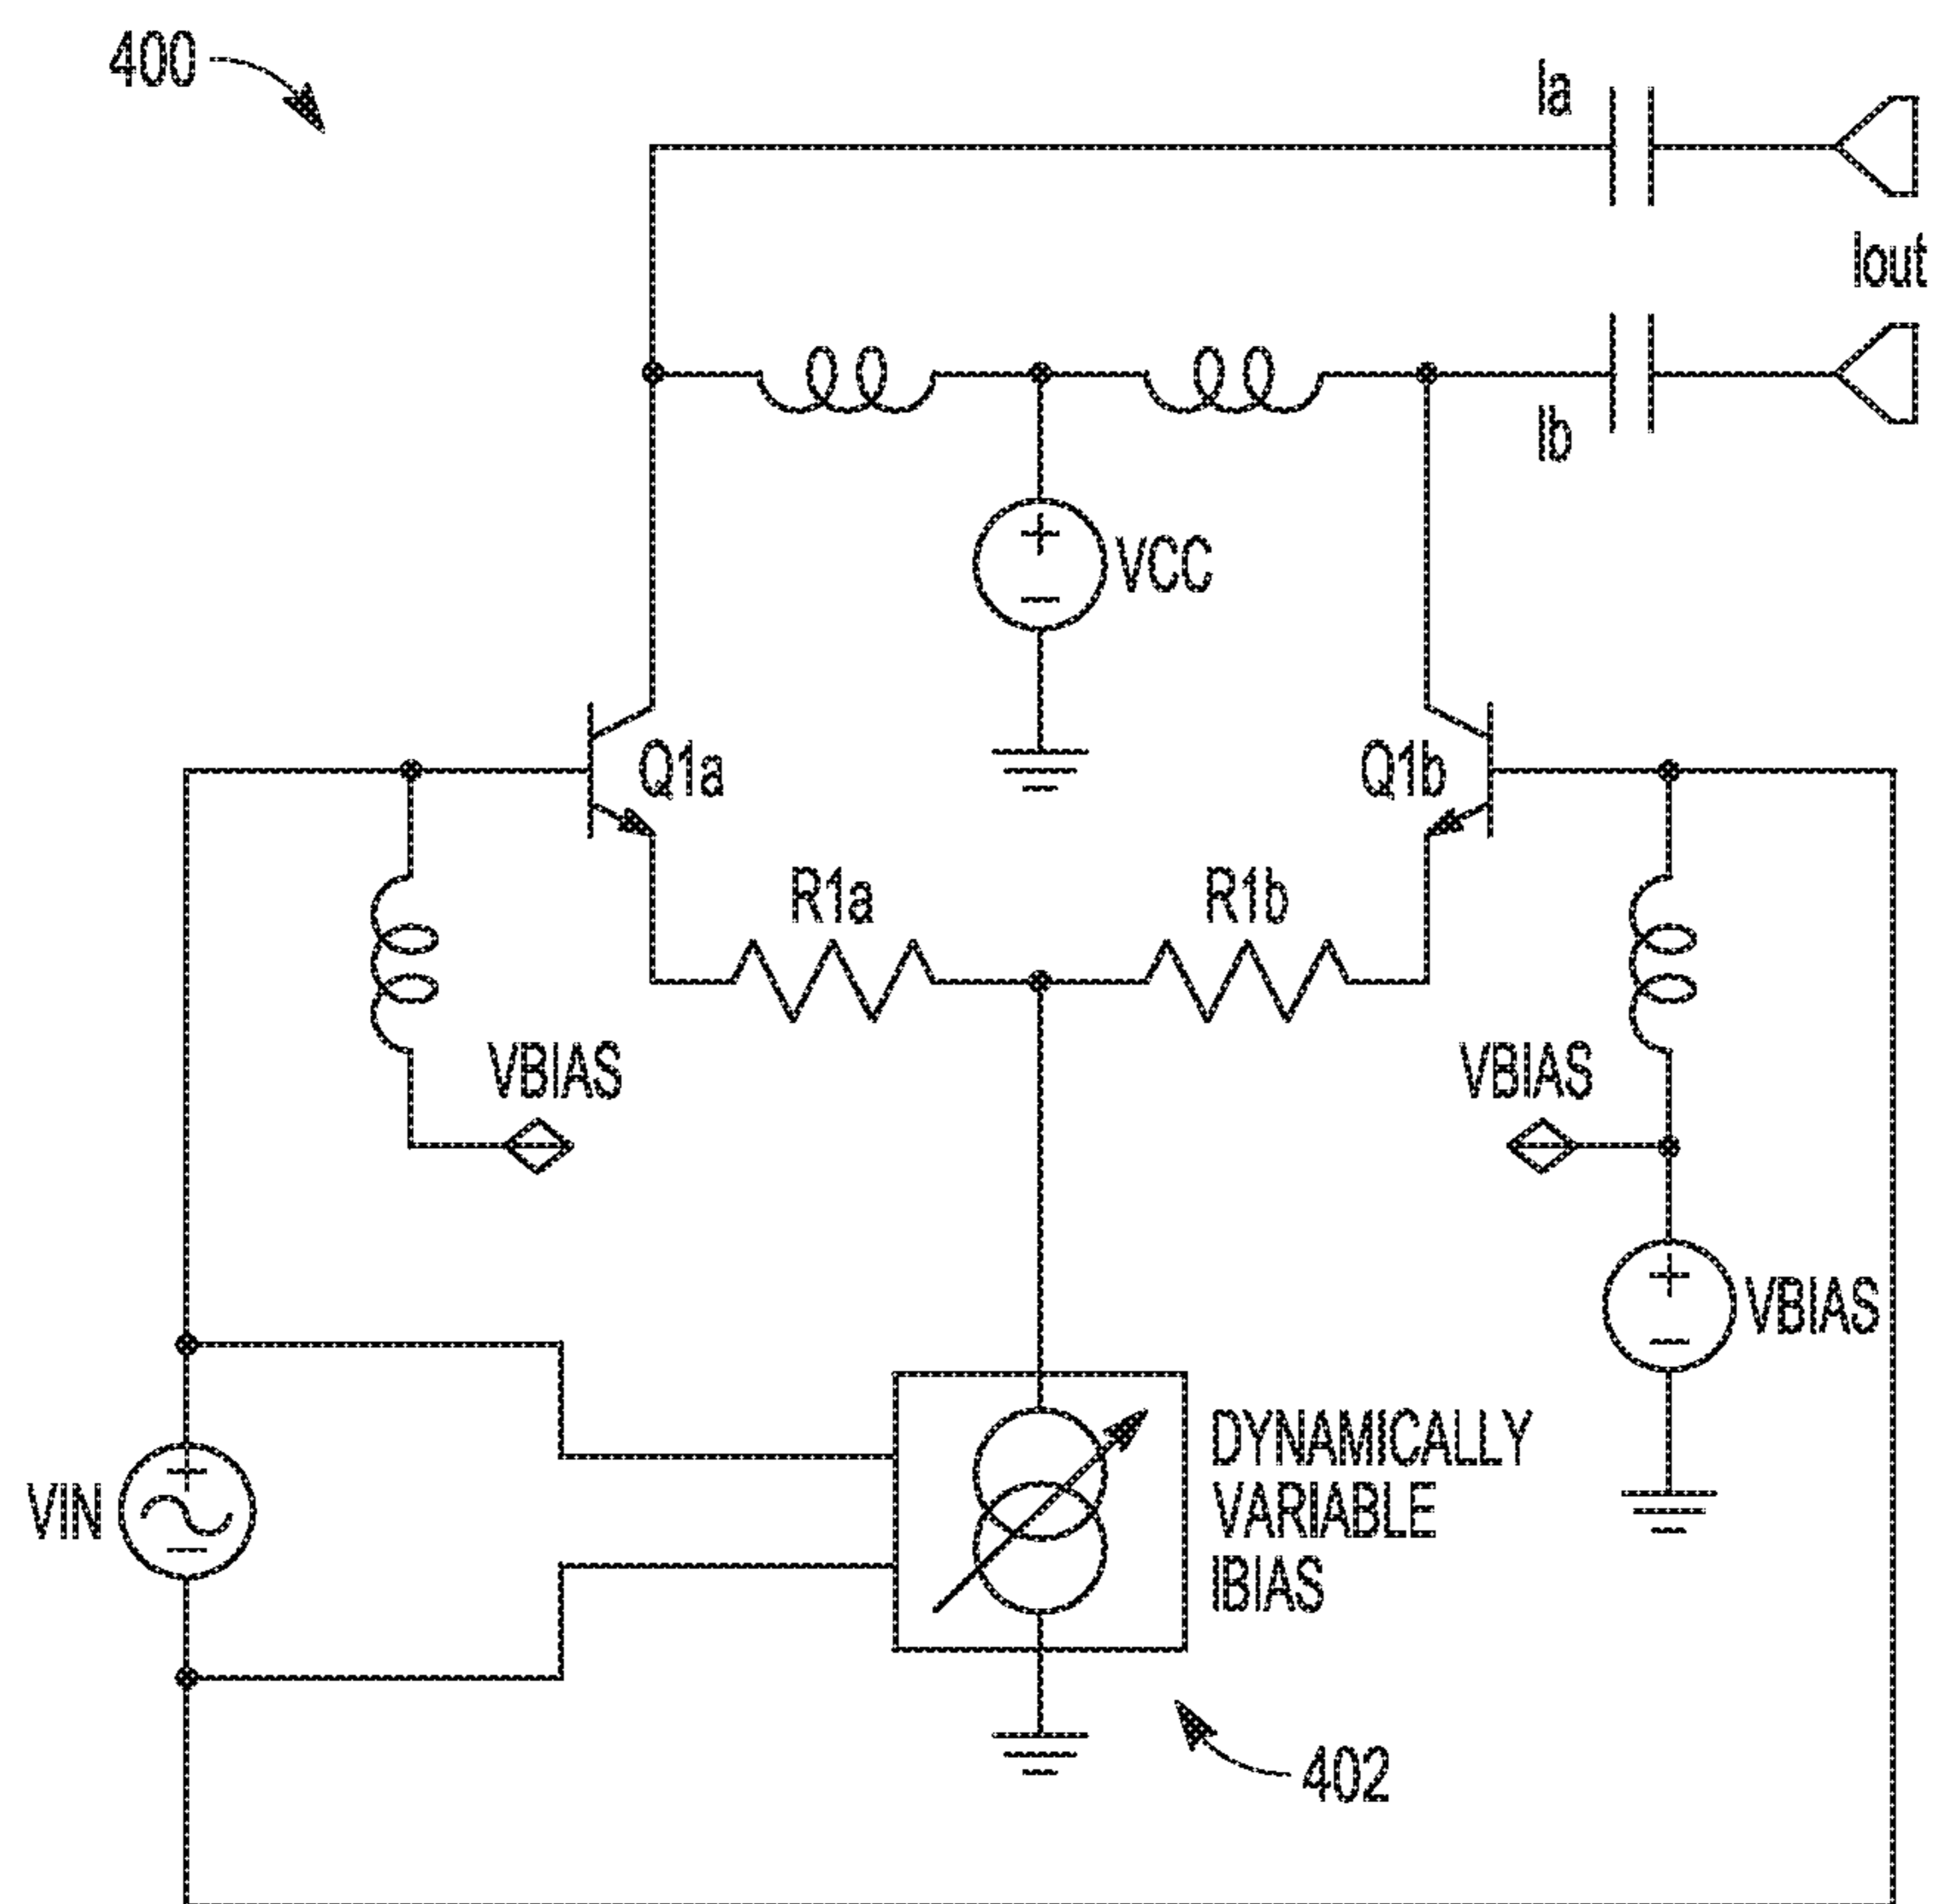 400
Ia
Iout
Ib
VCC
Q1a
Q1b
R1a
R1b
VBIAS
VBIAS
VBIAS
VIN
DYNAMICALLY
VARIABLE
IBIAS
402